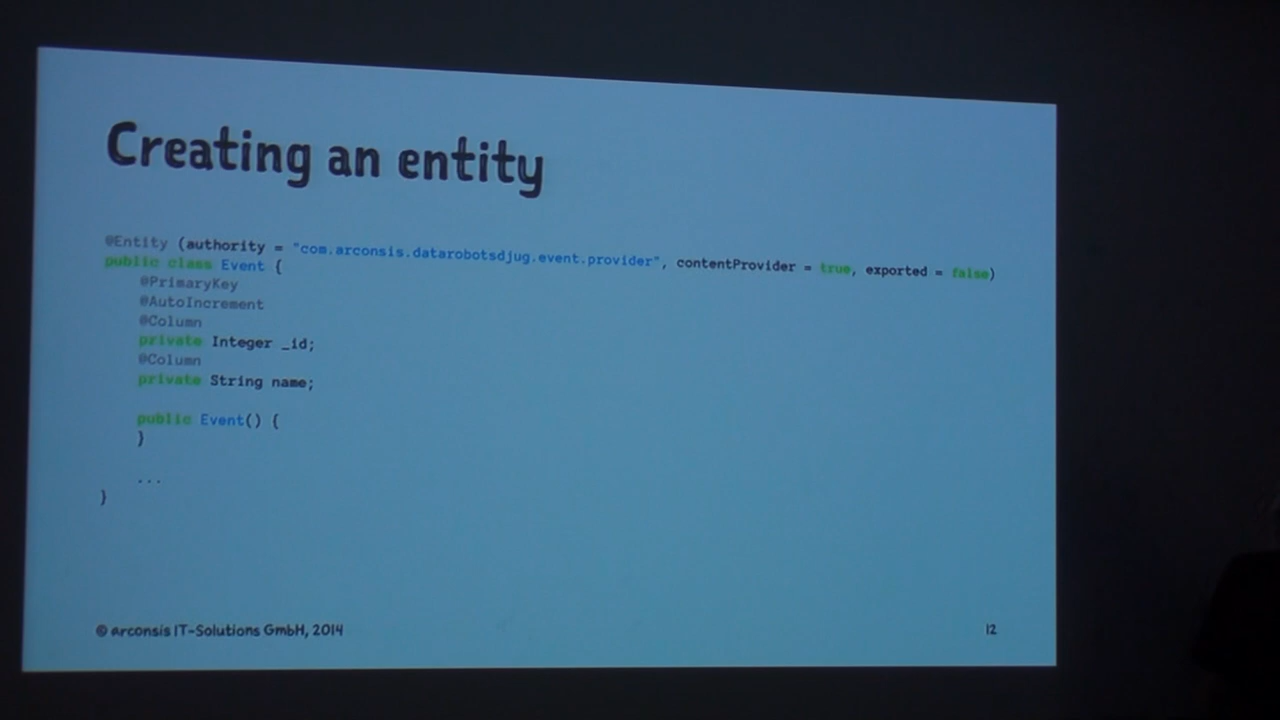 Creating an entity
@Entity (authority = "com.arconsis.datarobotsdjug.event.provider", contentProvider = true, exported = false)
public class Event {
@PrimaryKey
@AutoIncrement
@Column
private Integer _id;
@Column
private String name;
public Event() {
}
...
}
© arconsis IT-Solutions GmbH, 2014
12